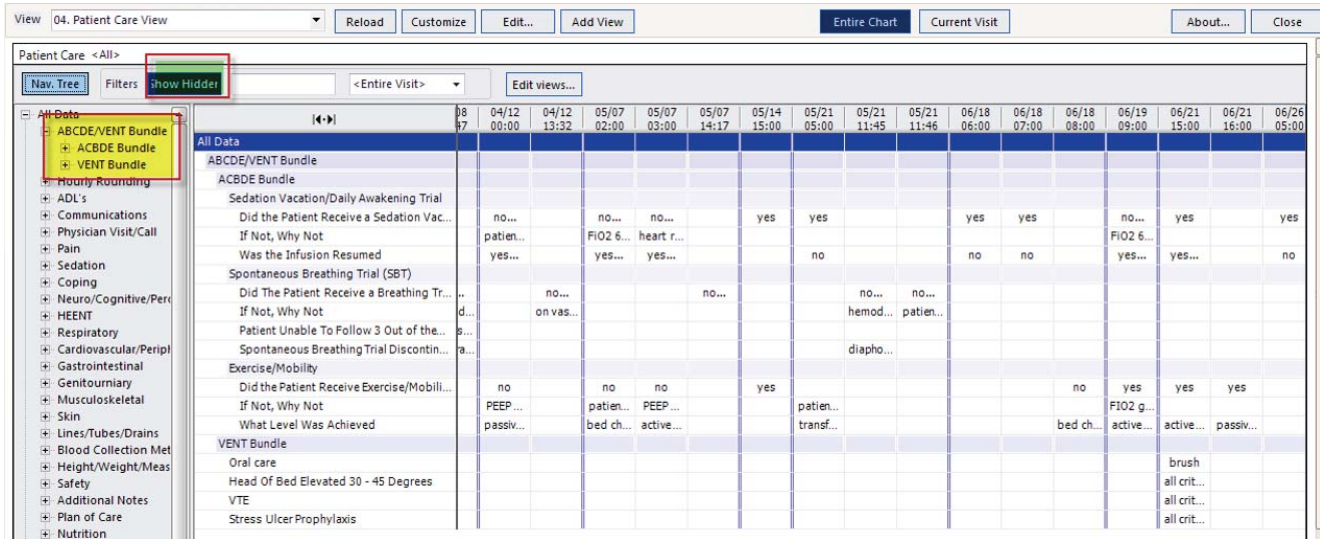 View 04. Patient Care View Reload Customize Edit... Add View Entire Chart Current Visit About... Close
Patient Care <All>
Nav. Tree Filters Show Hidden <Entire Visit> Edit views...
All Data
ABCDE/VENT Bundle
ACBDE Bundle
VENT Bundle
Hourly Rounding
ADL's
Communications
Physician Visit/Call
Pain
Sedation
Coping
Neuro/Cognitive/Perc
HEENT
Respiratory
Cardiovascular/Periph
Gastrointestinal
Genitourniary
Musculoskeletal
Skin
Lines/Tubes/Drains
Blood Collection Met
Height/Weight/Meas
Safety
Additional Notes
Plan of Care
Nutrition
04/12 04/12 05/07 05/07 05/07 05/14 05/21 05/21 05/21 06/18 06/18 06/18 06/19 06/21 06/21 06/26
00:00 13:32 02:00 03:00 14:17 15:00 05:00 11:45 11:46 06:00 07:00 08:00 09:00 15:00 16:00 05:00
All Data
ABCDE/VENT Bundle
ACBDE Bundle
Sedation Vacation/Daily Awakening Trial
Did the Patient Receive a Sedation Vac... no... no... no... yes yes yes yes no... yes yes
If Not, Why Not patien... FiO2 6... heart r... FiO2 6...
Was the Infusion Resumed yes... yes... yes... no no no yes... yes... no
Spontaneous Breathing Trial (SBT)
Did The Patient Receive a Breathing Tr... no... no... no... no...
If Not, Why Not d... on vas... hemod... patien...
Patient Unable To Follow 3 Out of the... s...
Spontaneous Breathing Trial Discontin... ra... diapho...
Exercise/Mobility
Did the Patient Receive Exercise/Mobili... no no no yes no yes yes yes
If Not, Why Not PEEP... patien... PEEP... patien... FIO2 g...
What Level Was Achieved passiv... bed ch... active... transf... bed ch... active... active... passiv...
VENT Bundle
Oral care brush
Head Of Bed Elevated 30 - 45 Degrees all crit...
VTE all crit...
Stress Ulcer Prophylaxis all crit...